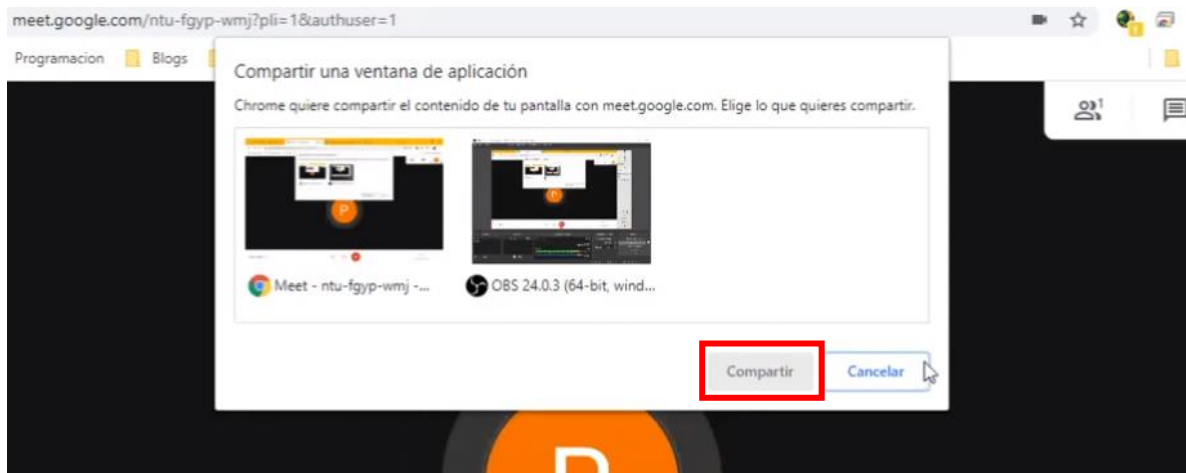 meet.google.com/ntu-fgyp-wmj?pli=1&authuser=1
Programacion Blogs
Compartir una ventana de aplicación
Chrome quiere compartir el contenido de tu pantalla con meet.google.com. Elige lo que quieres compartir.
P
Meet - ntu-fgyp-wmj -... OBS 24.0.3 (64-bit, wind...
Compartir Cancelar
1
P